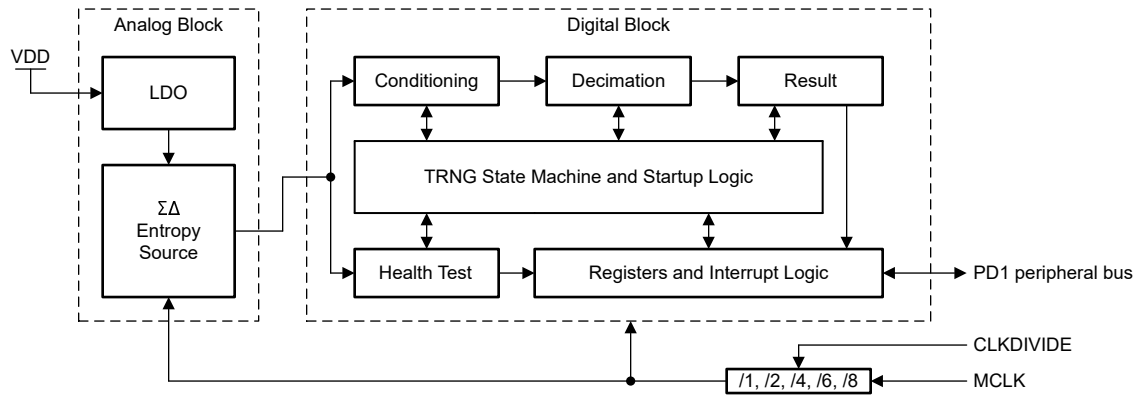 Analog Block
Digital Block
VDD
LDO
Conditioning
Decimation
Result
TRNG State Machine and Startup Logic
ΣΔ
Entropy
Source
Health Test
Registers and Interrupt Logic
PD1 peripheral bus
CLKDIVIDE
/1, /2, /4, /6, /8
MCLK